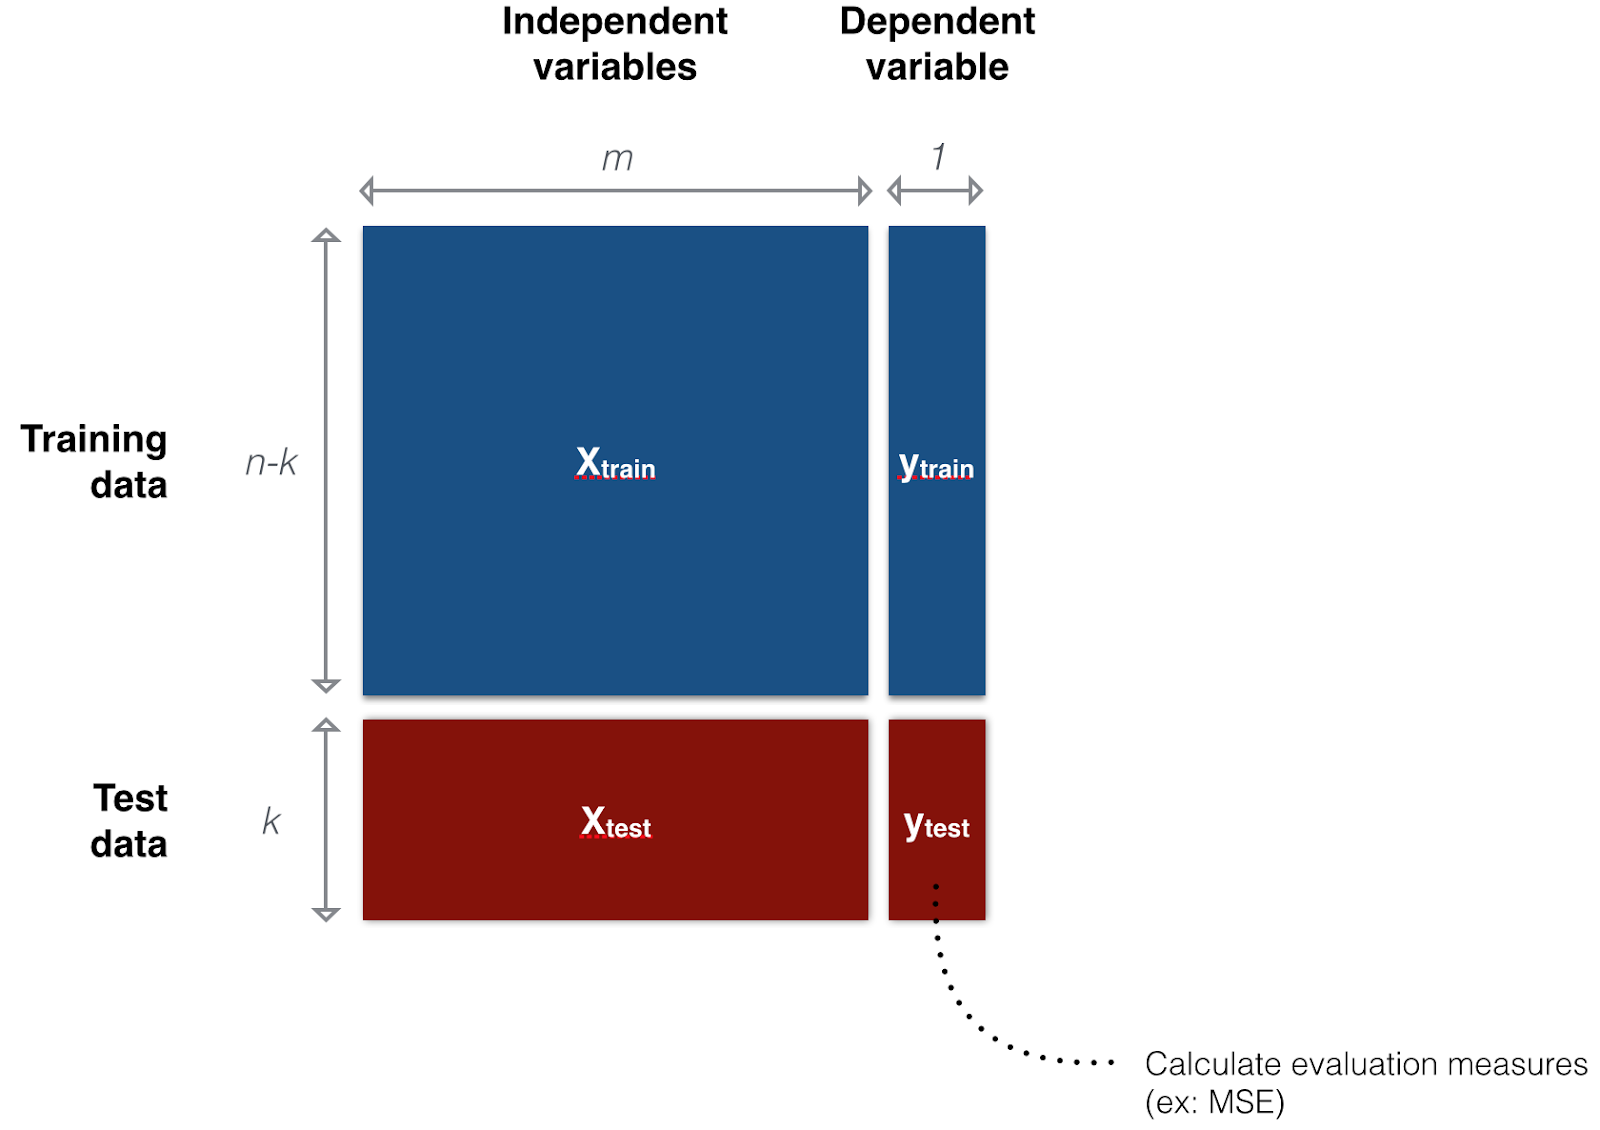 Independent
variables
Dependent
variable
m
1
Training
data
n-k
Xtrain
ytrain
Test
data
k
Xtest
ytest
Calculate evaluation measures
(ex: MSE)